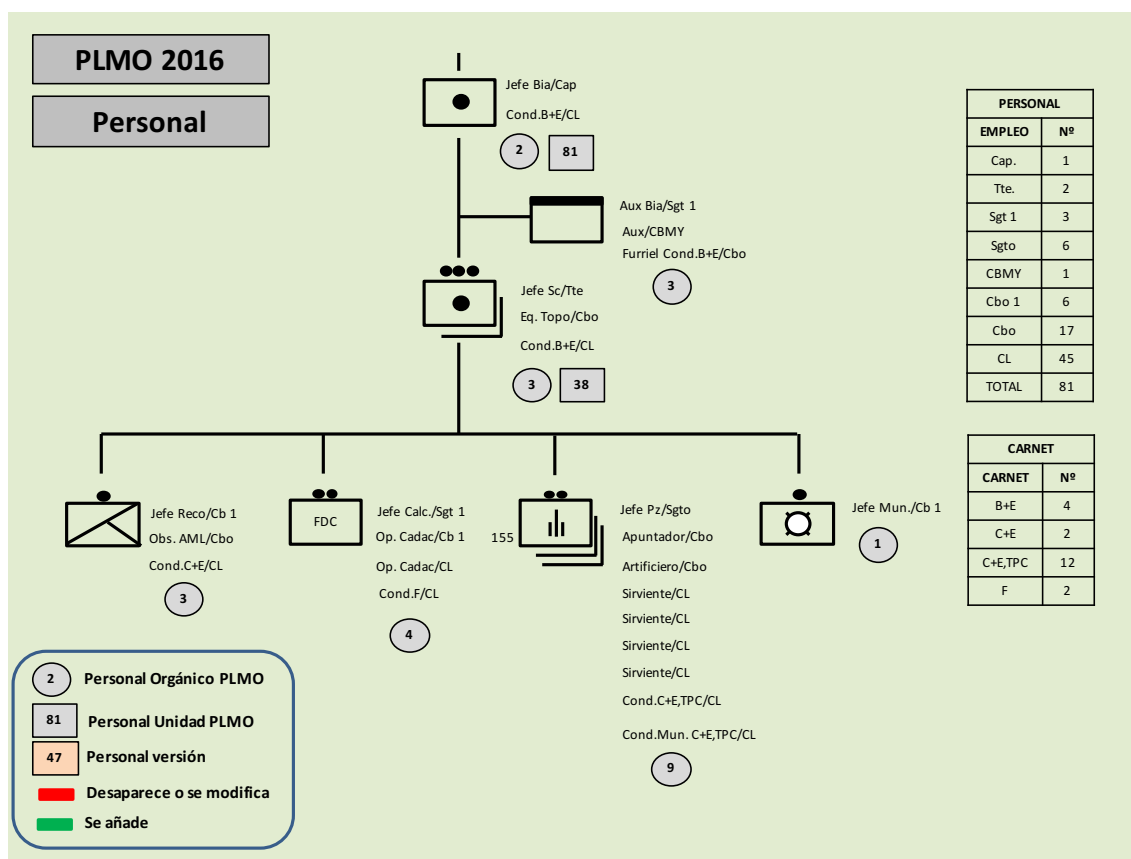 PLMO 2016
Personal
Jefe Bia/Cap
Cond.B+E/CL
2
81
Aux Bia/Sgt 1
Aux/CBMY
Furriel Cond.B+E/Cbo
3
Jefe Sc/Tte
Eq. Topo/Cbo
Cond.B+E/CL
3
38
Jefe Reco/Cb 1
Obs. AML/Cbo
Cond.C+E/CL
3
FDC
Jefe Calc./Sgt 1
Op. Cadac/Cb 1
Op. Cadac/CL
Cond.F/CL
4
155
Jefe Pz/Sgto
Apuntador/Cbo
Artificiero/Cbo
Sirviente/CL
Sirviente/CL
Sirviente/CL
Sirviente/CL
Cond.C+E,TPC/CL
Cond.Mun. C+E,TPC/CL
9
Jefe Mun./Cb 1
1
PERSONAL
EMPLEO Nº
Cap. 1
Tte. 2
Sgt 1 3
Sgto 6
CBMY 1
Cbo 1 6
Cbo 17
CL 45
TOTAL 81
CARNET
CARNET Nº
B+E 4
C+E 2
C+E,TPC 12
F 2
2 Personal Orgánico PLMO
81 Personal Unidad PLMO
47 Personal versión
Desaparece o se modifica
Se añade